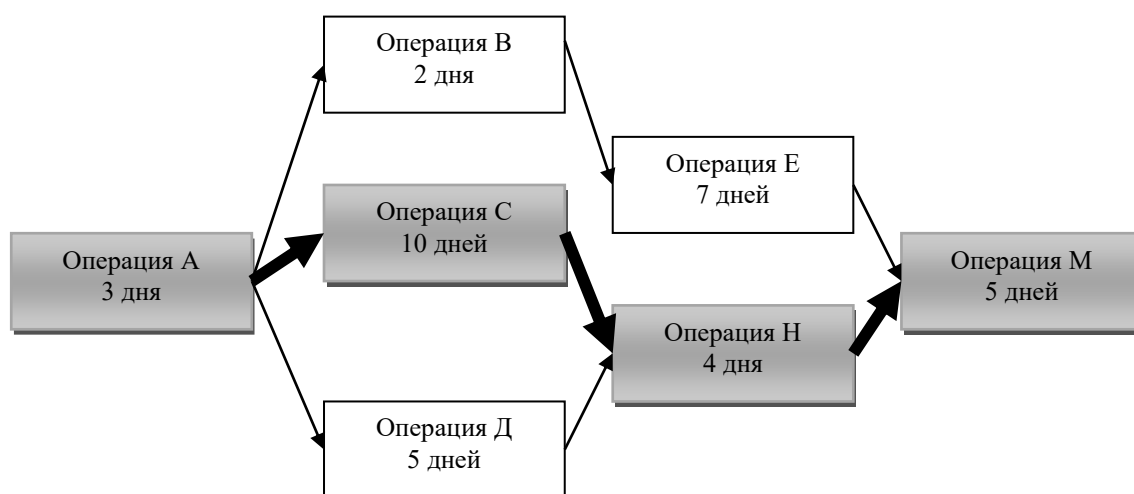 Операция В
2 дня
Операция Е
7 дней
Операция С
10 дней
Операция А
3 дня
Операция М
5 дней
Операция Н
4 дня
Операция Д
5 дней